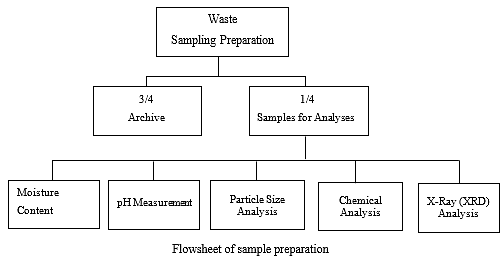 Waste
Sampling Preparation
3/4
Archive
1/4
Samples for Analyses
Moisture
Content
pH Measurement
Particle Size
Analysis
Chemical
Analysis
X-Ray (XRD)
Analysis
Flowsheet of sample preparation